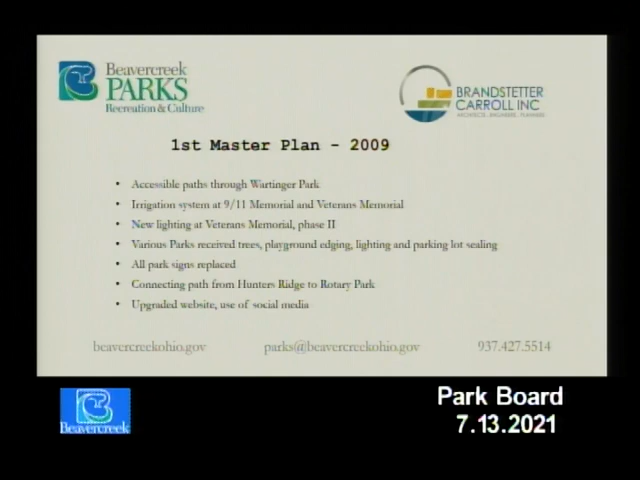 Beavercreek
PARKS
Recreation & Culture
BRANDSTETTER
CARROLL INC
ARCHITECTS . ENGINEERS . PLANNERS
1st Master Plan - 2009
• Accessible paths through Wartinger Park
• Irrigation system at 9/11 Memorial and Veterans Memorial
• New lighting at Veterans Memorial, phase II
• Various Parks received trees, playground edging, lighting and parking lot sealing
• All park signs replaced
• Connecting path from Hunters Ridge to Rotary Park
• Upgraded website, use of social media
beavercreekohio.gov parks@beavercreekohio.gov 937.427.5514
Beavercreek
Park Board
7.13.2021